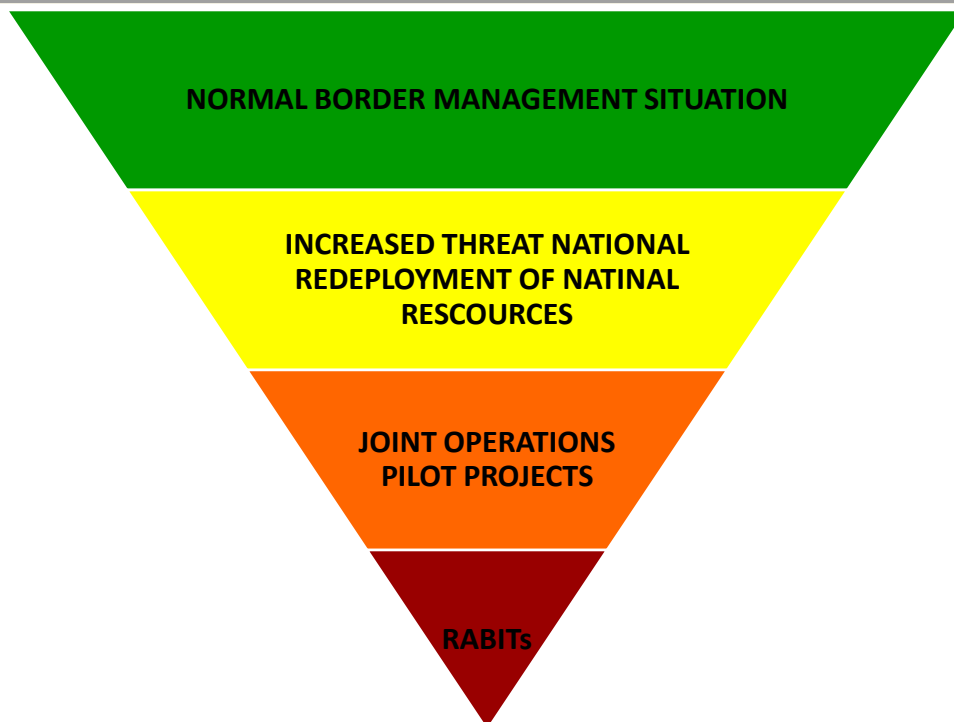 NORMAL BORDER MANAGEMENT SITUATION
INCREASED THREAT NATIONAL
REDEPLOYMENT OF NATINAL
RESCOURCES
JOINT OPERATIONS
PILOT PROJECTS
RABITs